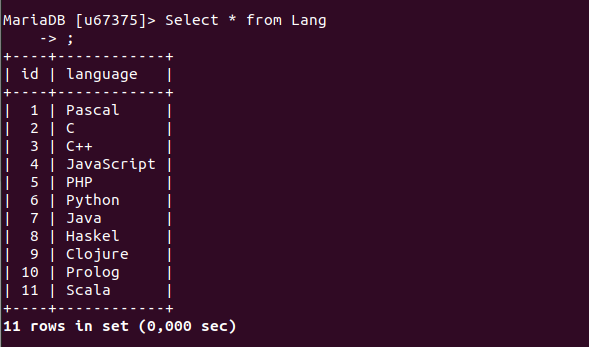 MariaDB [u67375]> Select * from Lang
    -> ;
+----+------------+
| id | language   |
+----+------------+
|  1 | Pascal     |
|  2 | C          |
|  3 | C++        |
|  4 | JavaScript |
|  5 | PHP        |
|  6 | Python     |
|  7 | Java       |
|  8 | Haskel     |
|  9 | Clojure    |
| 10 | Prolog     |
| 11 | Scala      |
+----+------------+
11 rows in set (0,000 sec)